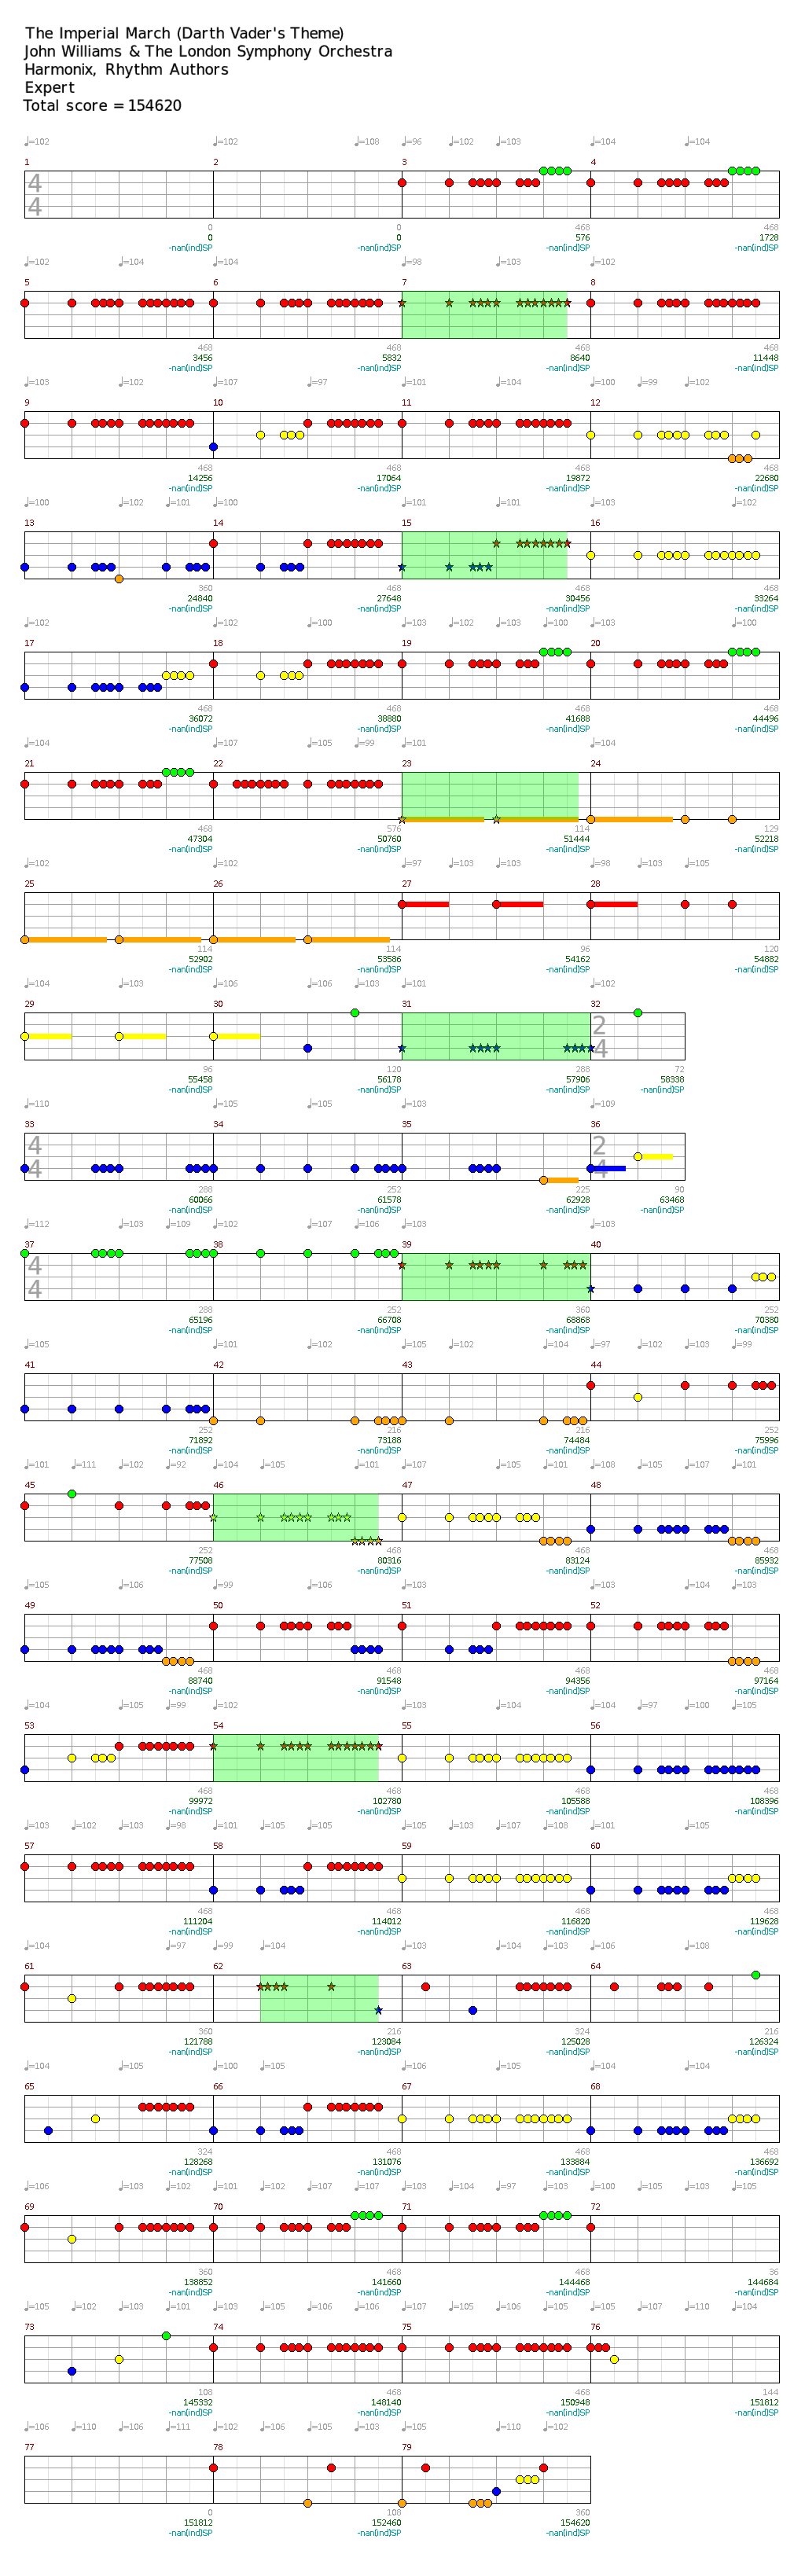 The Imperial March (Darth Vader's Theme)
John Williams & The London Symphony Orchestra
Harmonix, Rhythm Authors
Expert
Total score = 154620
♩=102 ♩=102 ♩=108 ♩=96 ♩=102 ♩=103 ♩=104 ♩=104
1 2 3 4
4
4
0 0 468 468
0 0 576 1728
-nan(ind)SP -nan(ind)SP -nan(ind)SP -nan(ind)SP
♩=102 ♩=104 ♩=104 ♩=98 ♩=103 ♩=102
5 6 7 8
468 468 468 468
3456 5832 8640 11448
-nan(ind)SP -nan(ind)SP -nan(ind)SP -nan(ind)SP
♩=103 ♩=102 ♩=107 ♩=97 ♩=101 ♩=104 ♩=100 ♩=99 ♩=102
9 10 11 12
468 468 468 468
14256 17064 19872 22680
-nan(ind)SP -nan(ind)SP -nan(ind)SP -nan(ind)SP
♩=100 ♩=102 ♩=101 ♩=100 ♩=101 ♩=101 ♩=103 ♩=102
13 14 15 16
360 468 468 468
24840 27648 30456 33264
-nan(ind)SP -nan(ind)SP -nan(ind)SP -nan(ind)SP
♩=102 ♩=102 ♩=100 ♩=103 ♩=102 ♩=103 ♩=100 ♩=103 ♩=100
17 18 19 20
468 468 468 468
36072 38880 41688 44496
-nan(ind)SP -nan(ind)SP -nan(ind)SP -nan(ind)SP
♩=104 ♩=107 ♩=105 ♩=99 ♩=101
21 22 23 24
468 576 114 129
47304 50760 51444 52218
-nan(ind)SP -nan(ind)SP -nan(ind)SP -nan(ind)SP
♩=102 ♩=102 ♩=97 ♩=103 ♩=103 ♩=98 ♩=103 ♩=105
25 26 27 28
114 114 96 120
52902 53586 54162 54882
-nan(ind)SP -nan(ind)SP -nan(ind)SP -nan(ind)SP
♩=104 ♩=103 ♩=106 ♩=103 ♩=101 ♩=102
29 30 31 32
2
4
96 120 288 72
55458 56178 57906 58338
-nan(ind)SP -nan(ind)SP -nan(ind)SP -nan(ind)SP
♩=110 ♩=105 ♩=105 ♩=103 ♩=109
33 34 35 36
4 2
4 4
288 252 225 90
60066 61578 62928 63468
-nan(ind)SP -nan(ind)SP -nan(ind)SP -nan(ind)SP
♩=112 ♩=103 ♩=109 ♩=102 ♩=107 ♩=106 ♩=103 ♩=103
37 38 39 40
4
4
288 252 360 252
65196 66708 68868 70380
-nan(ind)SP -nan(ind)SP -nan(ind)SP -nan(ind)SP
♩=105 ♩=101 ♩=102 ♩=105 ♩=102 ♩=104 ♩=97 ♩=102 ♩=103 ♩=99
41 42 43 44
252 216 216 252
71892 73188 74484 75996
-nan(ind)SP -nan(ind)SP -nan(ind)SP -nan(ind)SP
♩=101 ♩=111 ♩=102 ♩=92 ♩=104 ♩=105 ♩=101 ♩=107 ♩=105 ♩=101 ♩=108 ♩=105 ♩=107 ♩=101
45 46 47 48
252 468 468 468
77508 80316 83124 85932
-nan(ind)SP -nan(ind)SP -nan(ind)SP -nan(ind)SP
♩=105 ♩=106 ♩=99 ♩=106 ♩=103 ♩=103 ♩=104 ♩=103
49 50 51 52
468 468 468 468
88740 91548 94356 97164
-nan(ind)SP -nan(ind)SP -nan(ind)SP -nan(ind)SP
♩=104 ♩=105 ♩=99 ♩=102 ♩=103 ♩=104 ♩=104 ♩=97 ♩=100 ♩=105
53 54 55 56
468 468 468 468
99972 102780 105588 108396
-nan(ind)SP -nan(ind)SP -nan(ind)SP -nan(ind)SP
♩=103 ♩=102 ♩=103 ♩=98 ♩=101 ♩=105 ♩=105 ♩=103 ♩=107 ♩=108 ♩=101 ♩=105
57 58 59 60
468 468 468 468
111204 114012 116820 119628
-nan(ind)SP -nan(ind)SP -nan(ind)SP -nan(ind)SP
♩=104 ♩=97 ♩=99 ♩=104 ♩=103 ♩=104 ♩=103 ♩=106 ♩=108
61 62 63 64
360 216 324 216
121788 123084 125028 126324
-nan(ind)SP -nan(ind)SP -nan(ind)SP -nan(ind)SP
♩=104 ♩=105 ♩=100 ♩=105 ♩=106 ♩=105 ♩=104 ♩=104
65 66 67 68
324 468 468 468
128268 131076 133884 136692
-nan(ind)SP -nan(ind)SP -nan(ind)SP -nan(ind)SP
♩=106 ♩=103 ♩=102 ♩=101 ♩=102 ♩=107 ♩=107 ♩=103 ♩=104 ♩=97 ♩=103 ♩=100 ♩=105 ♩=103 ♩=105
69 70 71 72
360 468 468 36
138852 141660 144468 144684
-nan(ind)SP -nan(ind)SP -nan(ind)SP -nan(ind)SP
♩=105 ♩=102 ♩=103 ♩=101 ♩=103 ♩=105 ♩=105 ♩=106 ♩=107 ♩=105 ♩=106 ♩=105 ♩=105 ♩=107 ♩=110 ♩=104
73 74 75 76
108 468 468 144
145332 148140 150948 151812
-nan(ind)SP -nan(ind)SP -nan(ind)SP -nan(ind)SP
♩=106 ♩=110 ♩=106 ♩=111 ♩=102 ♩=106 ♩=105 ♩=103 ♩=105 ♩=110 ♩=102
77 78 79
0 108 360
151812 152460 154620
-nan(ind)SP -nan(ind)SP -nan(ind)SP